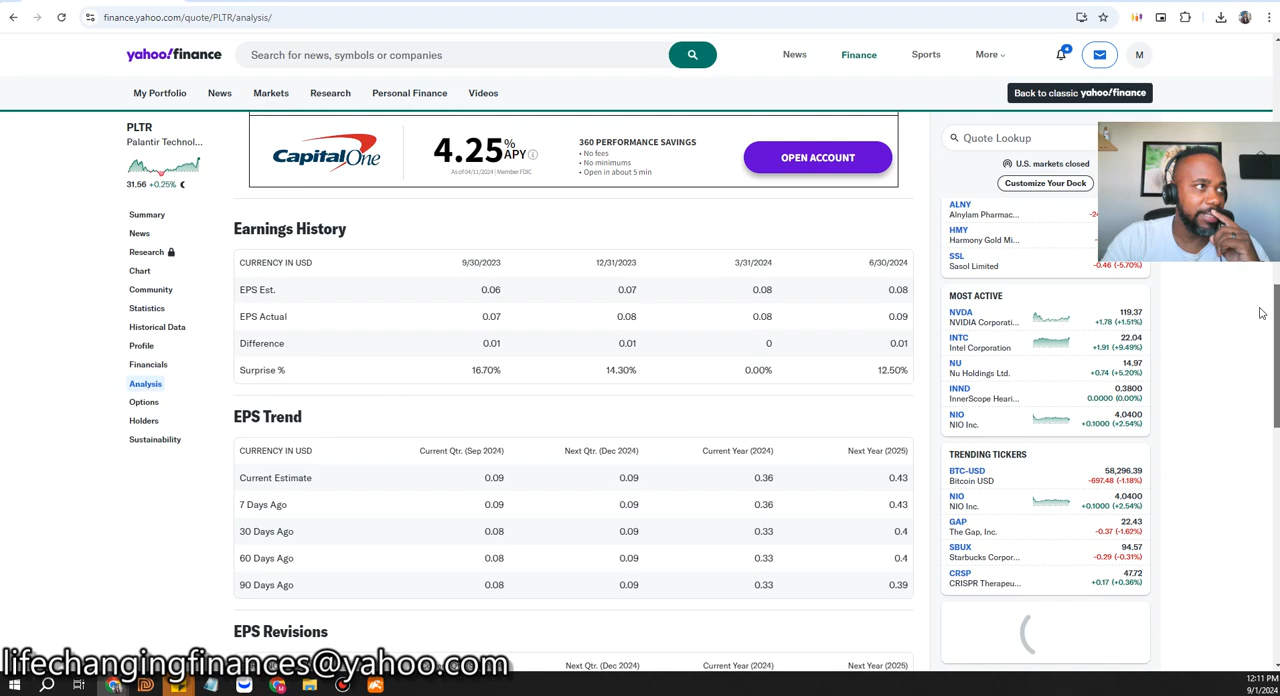 finance.yahoo.com/quote/PLTR/analysis/
yahoo!finance
Search for news, symbols or companies
News
Finance
Sports
More
4
M
My Portfolio
News
Markets
Research
Personal Finance
Videos
Back to classic yahoo!finance
PLTR
Palantir Technol...
31.56 +0.25%
Summary
News
Research
Chart
Community
Statistics
Historical Data
Profile
Financials
Analysis
Options
Holders
Sustainability
Capital One
4.25% APY
As of 04/11/2024 | Member FDIC
360 PERFORMANCE SAVINGS
• No fees
• No minimums
• Open in about 5 min
OPEN ACCOUNT
Earnings History
CURRENCY IN USD 9/30/2023 12/31/2023 3/31/2024 6/30/2024
EPS Est. 0.06 0.07 0.08 0.08
EPS Actual 0.07 0.08 0.08 0.09
Difference 0.01 0.01 0 0.01
Surprise % 16.70% 14.30% 0.00% 12.50%
EPS Trend
CURRENCY IN USD Current Qtr. (Sep 2024) Next Qtr. (Dec 2024) Current Year (2024) Next Year (2025)
Current Estimate 0.09 0.09 0.36 0.43
7 Days Ago 0.09 0.09 0.36 0.43
30 Days Ago 0.08 0.09 0.33 0.4
60 Days Ago 0.08 0.09 0.33 0.4
90 Days Ago 0.08 0.09 0.33 0.39
EPS Revisions
Next Qtr. (Dec 2024) Current Year (2024) Next Year (2025)
Quote Lookup
U.S. markets closed
Customize Your Dock
ALNY
Alnylam Pharmac...
HMY
Harmony Gold Mi...
SSL
Sasol Limited -0.46 (-5.70%)
MOST ACTIVE
NVDA 119.37
NVIDIA Corporati... +1.78 (+1.51%)
INTC 22.04
Intel Corporation +1.91 (+9.49%)
NU 14.97
Nu Holdings Ltd. +0.74 (+5.20%)
INND 0.3800
InnerScope Heari... 0.0000 (0.00%)
NIO 4.0400
NIO Inc. +0.1000 (+2.54%)
TRENDING TICKERS
BTC-USD 58,296.39
Bitcoin USD -697.48 (-1.18%)
NIO 4.0400
NIO Inc. +0.1000 (+2.54%)
GAP 22.43
The Gap, Inc. -0.37 (-1.62%)
SBUX 94.57
Starbucks Corpor... -0.29 (-0.31%)
CRSP 47.72
CRISPR Therapeu... +0.17 (+0.36%)
lifechangingfinances@yahoo.com
12:11 PM
9/1/2024